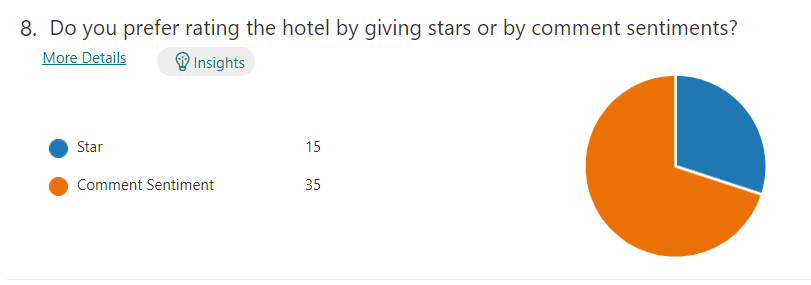 8. Do you prefer rating the hotel by giving stars or by comment sentiments?
More Details Insights
Star 15
Comment Sentiment 35